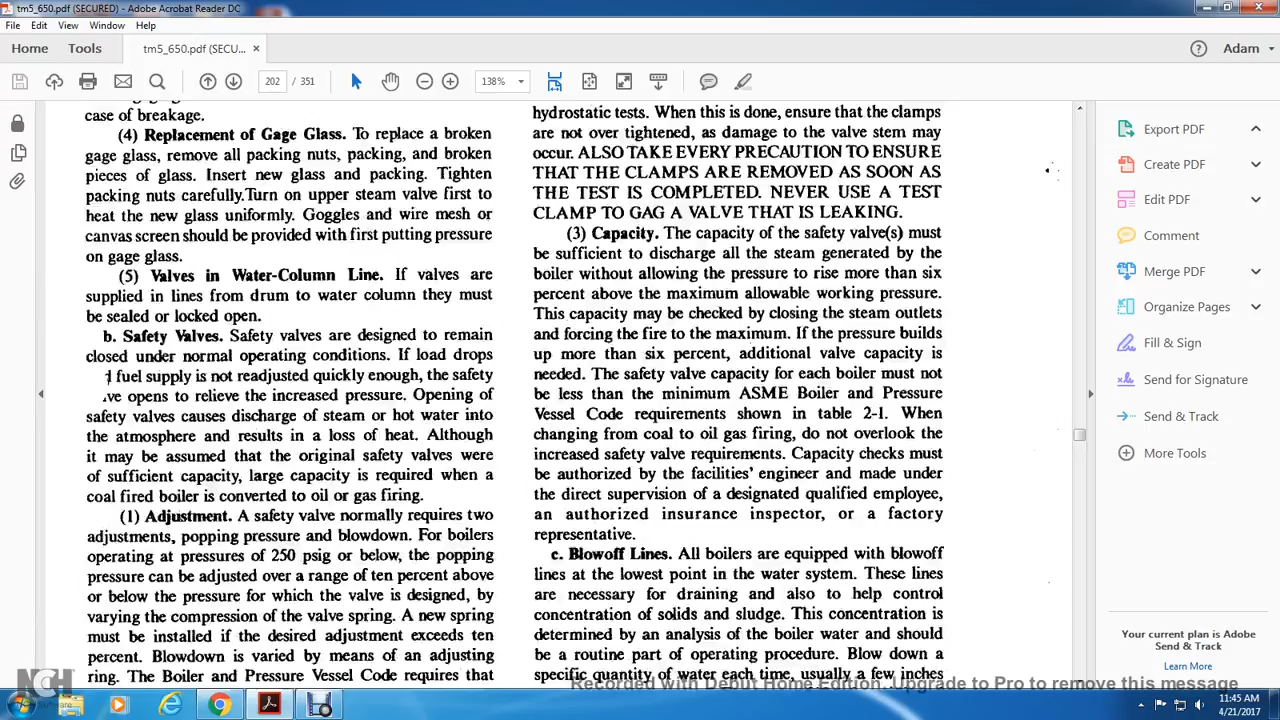 tm5_650.pdf (SECURED) - Adobe Acrobat Reader DC
File Edit View Window Help
Home Tools tm5_650.pdf (SECU... ×
Adam
202 / 351
138%
case of breakage.
(4) Replacement of Gage Glass. To replace a broken
gage glass, remove all packing nuts, packing, and broken
pieces of glass. Insert new glass and packing. Tighten
packing nuts carefully.Turn on upper steam valve first to
heat the new glass uniformly. Goggles and wire mesh or
canvas screen should be provided with first putting pressure
on gage glass.
(5) Valves in Water-Column Line. If valves are
supplied in lines from drum to water column they must
be sealed or locked open.
b. Safety Valves. Safety valves are designed to remain
closed under normal operating conditions. If load drops
fuel supply is not readjusted quickly enough, the safety
ve opens to relieve the increased pressure. Opening of
safety valves causes discharge of steam or hot water into
the atmosphere and results in a loss of heat. Although
it may be assumed that the original safety valves were
of sufficient capacity, large capacity is required when a
coal fired boiler is converted to oil or gas firing.
(1) Adjustment. A safety valve normally requires two
adjustments, popping pressure and blowdown. For boilers
operating at pressures of 250 psig or below, the popping
pressure can be adjusted over a range of ten percent above
or below the pressure for which the valve is designed, by
varying the compression of the valve spring. A new spring
must be installed if the desired adjustment exceeds ten
percent. Blowdown is varied by means of an adjusting
ring. The Boiler and Pressure Vessel Code requires that
hydrostatic tests. When this is done, ensure that the clamps
are not over tightened, as damage to the valve stem may
occur. ALSO TAKE EVERY PRECAUTION TO ENSURE
THAT THE CLAMPS ARE REMOVED AS SOON AS
THE TEST IS COMPLETED. NEVER USE A TEST
CLAMP TO GAG A VALVE THAT IS LEAKING.
(3) Capacity. The capacity of the safety valve(s) must
be sufficient to discharge all the steam generated by the
boiler without allowing the pressure to rise more than six
percent above the maximum allowable working pressure.
This capacity may be checked by closing the steam outlets
and forcing the fire to the maximum. If the pressure builds
up more than six percent, additional valve capacity is
needed. The safety valve capacity for each boiler must not
be less than the minimum ASME Boiler and Pressure
Vessel Code requirements shown in table 2-1. When
changing from coal to oil gas firing, do not overlook the
increased safety valve requirements. Capacity checks must
be authorized by the facilities' engineer and made under
the direct supervision of a designated qualified employee,
an authorized insurance inspector, or a factory
representative.
c. Blowoff Lines. All boilers are equipped with blowoff
lines at the lowest point in the water system. These lines
are necessary for draining and also to help control
concentration of solids and sludge. This concentration is
determined by an analysis of the boiler water and should
be a routine part of operating procedure. Blow down a
specific quantity of water each time, usually a few inches
Export PDF
Create PDF
Edit PDF
Comment
Merge PDF
Organize Pages
Fill & Sign
Send for Signature
Send & Track
More Tools
Your current plan is Adobe
Send & Track
Learn More
Recorded with Debut Home Edition. Upgrade to Pro to remove this message
NCH
11:45 AM
4/21/2017